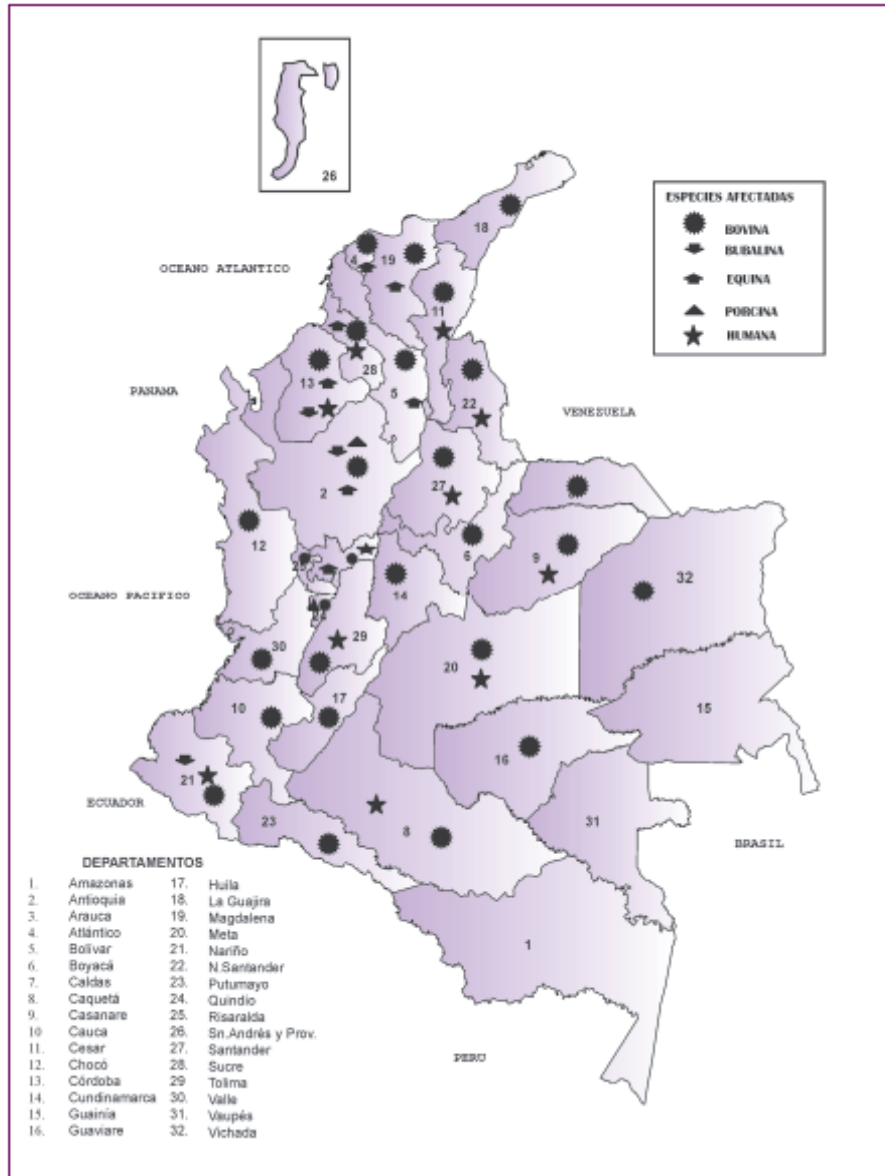 26
ESPECIES AFECTADAS
BOVINA
BUBALINA
EQUINA
PORCINA
HUMANA
18
OCEANO ATLANTICO
4
19
11
PANAMA
13
28
5
22
VENEZUELA
2
27
12
6
9
32
OCEANO PACIFICO
14
24
29
30
20
17
10
15
16
21
ECUADOR
23
8
31
BRASIL
1
PERU
DEPARTAMENTOS
1. Amazonas 17. Huila
2. Antioquia 18. La Guajira
3. Arauca 19. Magdalena
4. Atlántico 20. Meta
5. Bolívar 21. Nariño
6. Boyacá 22. N.Santander
7. Caldas 23. Putumayo
8. Caquetá 24. Quindío
9. Casanare 25. Risaralda
10 Cauca 26. Sn.Andrés y Prov.
11. Cesar 27. Santander
12. Chocó 28. Sucre
13. Córdoba 29 Tolima
14. Cundinamarca 30. Valle
15. Guainía 31. Vaupés
16. Guaviare 32. Vichada